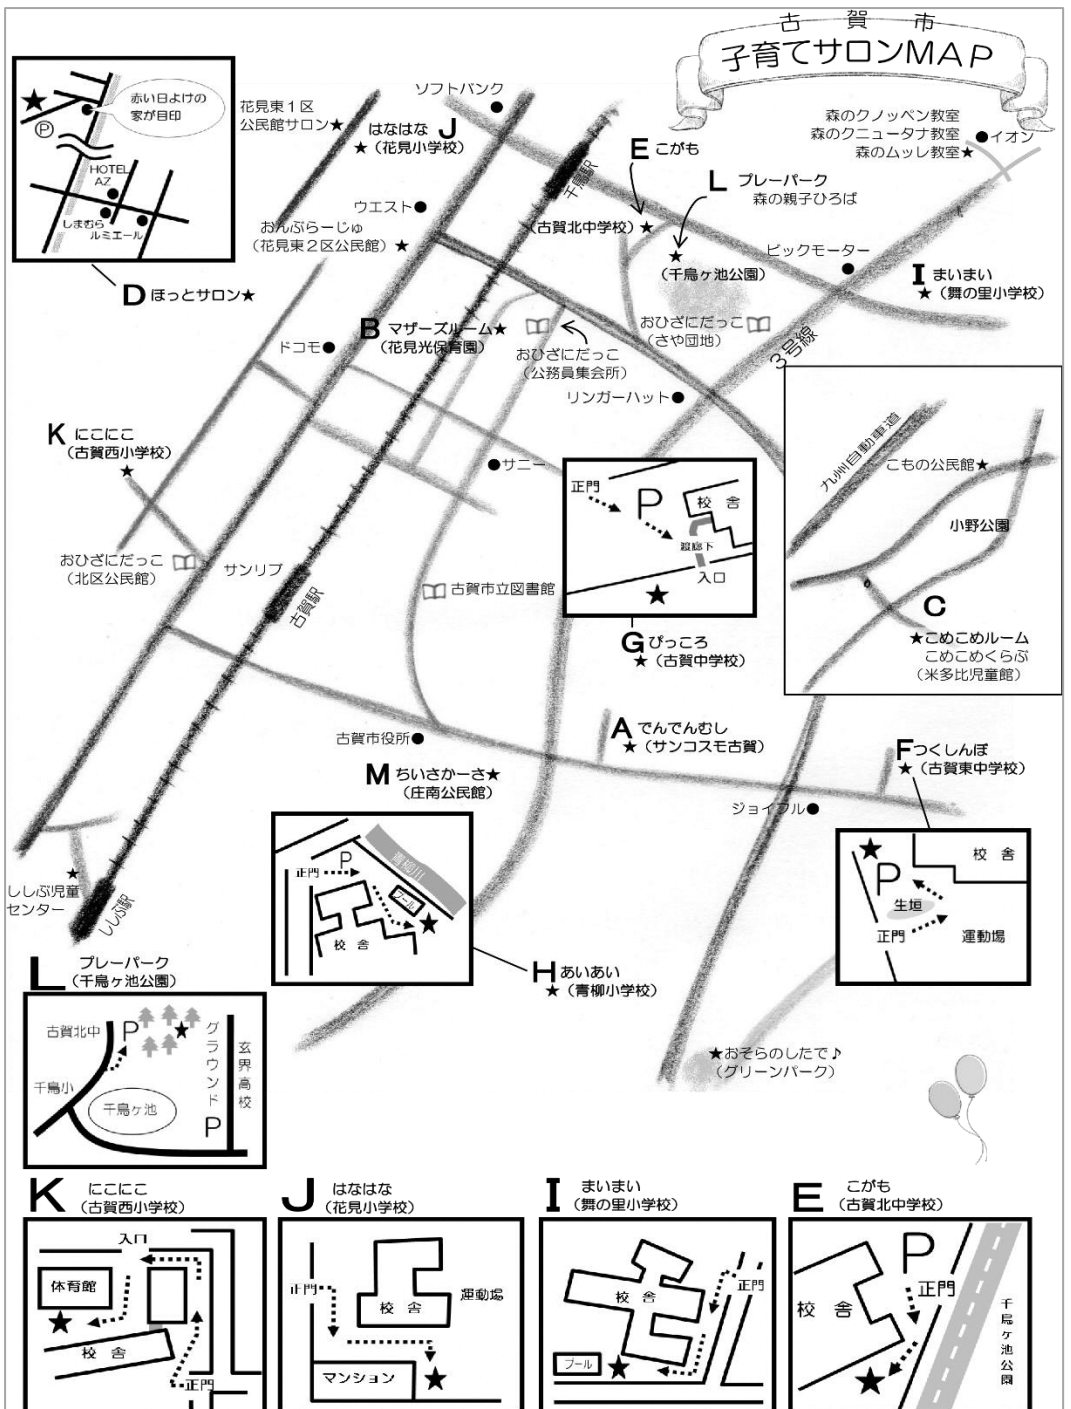 古賀市
子育てサロンMAP
赤い日よけの
家が目印
P
HOTEL
AZ
しまむら
ルミエール
D ほっとサロン★
花見東1区
公民館サロン★
ソフトバンク
はなはな J
★(花見小学校)
E こがも
(古賀北中学校)★
千鳥駅
L プレーパーク
森の親子ひろば
★
(千鳥ヶ池公園)
森のクノッペン教室
森のクニュータナ教室
森のムッレ教室★
イオン
ウエスト
おんぶらーじゅ
(花見東2区公民館)★
ビックモーター
I まいまい
★(舞の里小学校)
B マザーズルーム★
(花見光保育園)
ドコモ
おひざにだっこ
(公務員集会所)
おひざにだっこ
(さや団地)
3号線
リンガーハット
K にこにこ
(古賀西小学校)
★
サニー
正門
P
校舎
渡廊下
入口
★
G ぴっころ
★(古賀中学校)
九州自動車道
こもの公民館★
小野公園
C
★こめこめルーム
こめこめくらぶ
(米多比児童館)
おひざにだっこ
(北区公民館)
サンリブ
古賀駅
古賀市立図書館
古賀市役所
A でんでんむし
★(サンコスモ古賀)
F つくしんぼ
★(古賀東中学校)
M ちいさかーさ★
(庄南公民館)
ジョイフル
正門
P
青柳川
プール
校舎
★
H あいあい
★(青柳小学校)
★
P
校舎
生垣
正門
運動場
★
ししぶ児童
センター
ししぶ駅
★おそらのしたで♪
(グリーンパーク)
L プレーパーク
(千鳥ヶ池公園)
古賀北中
P
★
グラウンド
玄界高校
千鳥小
千鳥ヶ池
P
K にこにこ
(古賀西小学校)
入口
体育館
★
校舎
正門
J はなはな
(花見小学校)
正門
校舎
運動場
マンション
★
I まいまい
(舞の里小学校)
正門
校舎
プール
★
E こがも
(古賀北中学校)
P
正門
校舎
★
千鳥ヶ池公園